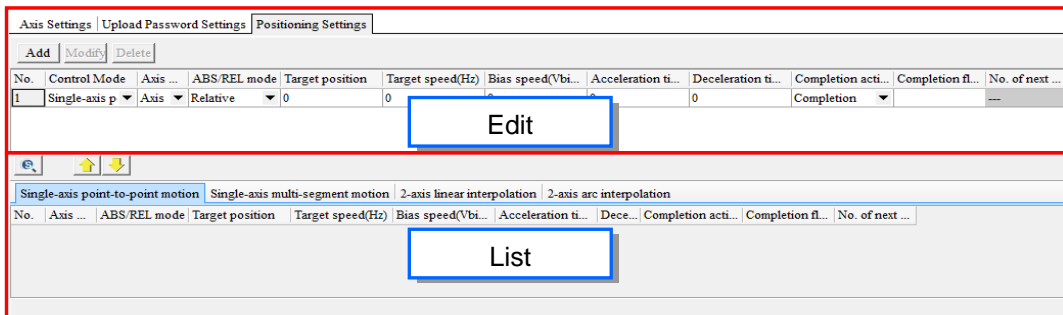 Axis Settings Upload Password Settings Positioning Settings
Add Modify Delete
No. Control Mode Axis ... ABS/REL mode Target position Target speed(Hz) Bias speed(Vbi... Acceleration ti... Deceleration ti... Completion acti... Completion fl... No. of next ...
1 Single-axis p Axis Relative 0 0 0 Completion ---
Edit
Single-axis point-to-point motion Single-axis multi-segment motion 2-axis linear interpolation 2-axis arc interpolation
No. Axis ... ABS/REL mode Target position Target speed(Hz) Bias speed(Vbi... Acceleration ti... Dece... Completion acti... Completion fl... No. of next ...
List